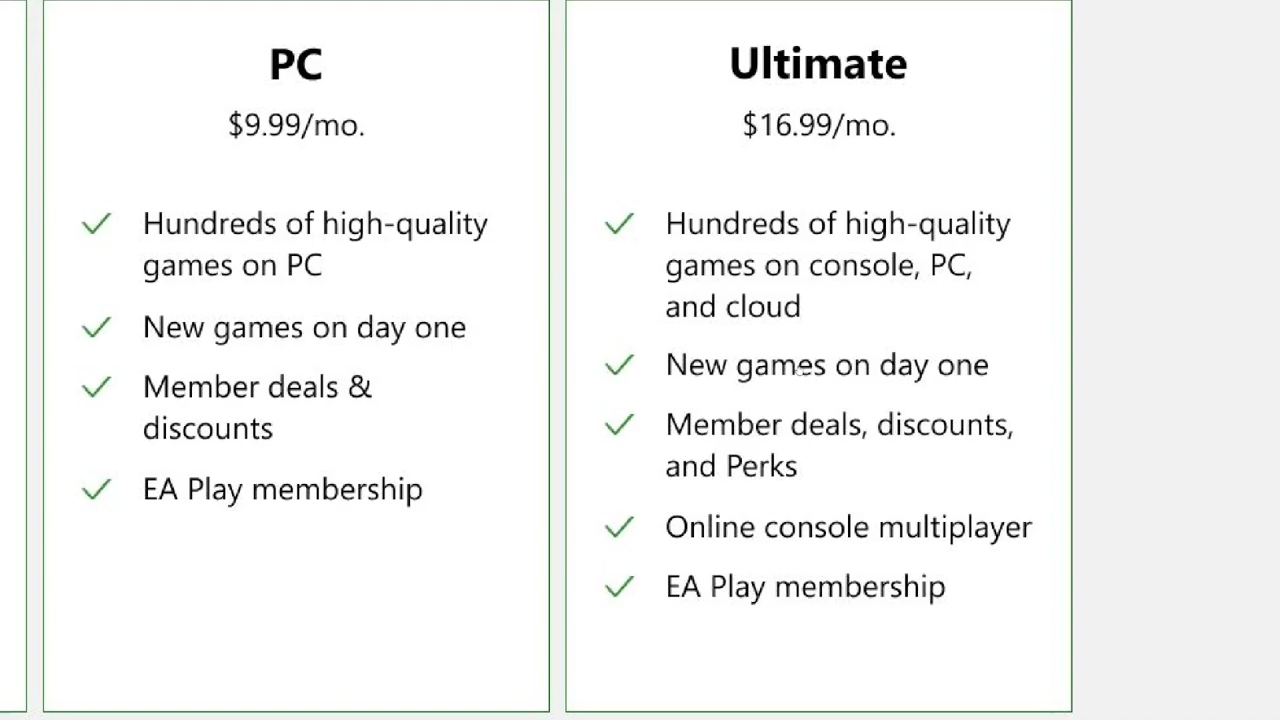 PC
$9.99/mo.
Hundreds of high-quality
games on PC
New games on day one
Member deals &
discounts
EA Play membership
Ultimate
$16.99/mo.
Hundreds of high-quality
games on console, PC,
and cloud
New games on day one
Member deals, discounts,
and Perks
Online console multiplayer
EA Play membership